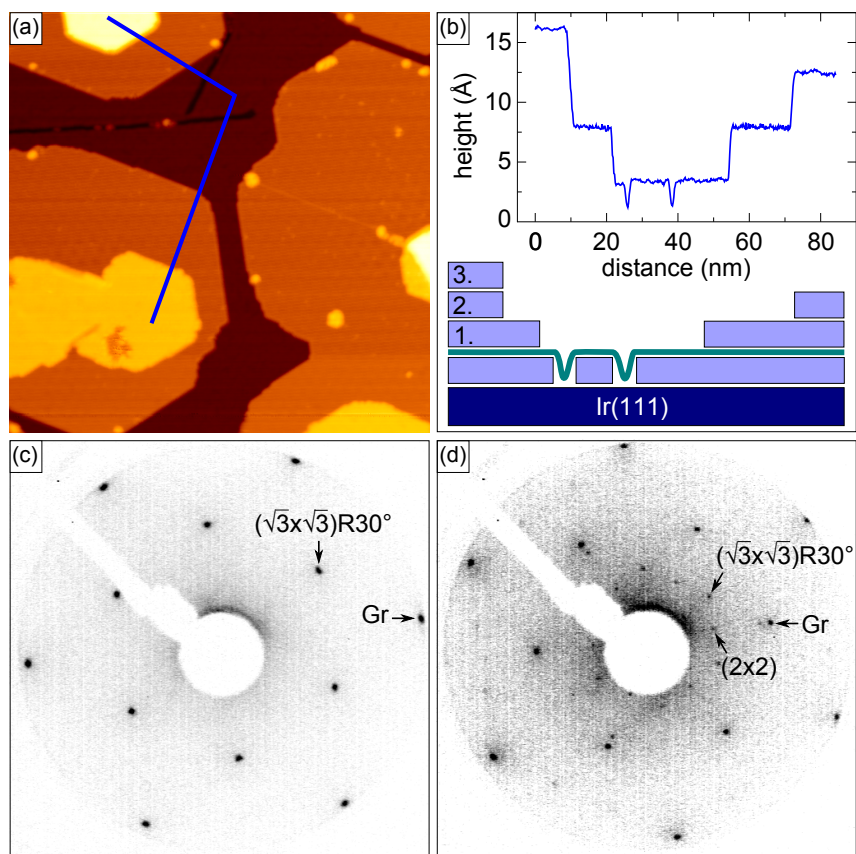 (a)
(b)
height (Å)
15
10
5
0
0
20
40
60
80
distance (nm)
3.
2.
1.
Ir(111)
(c)
(√3x√3)R30°
Gr
(d)
(√3x√3)R30°
Gr
(2x2)